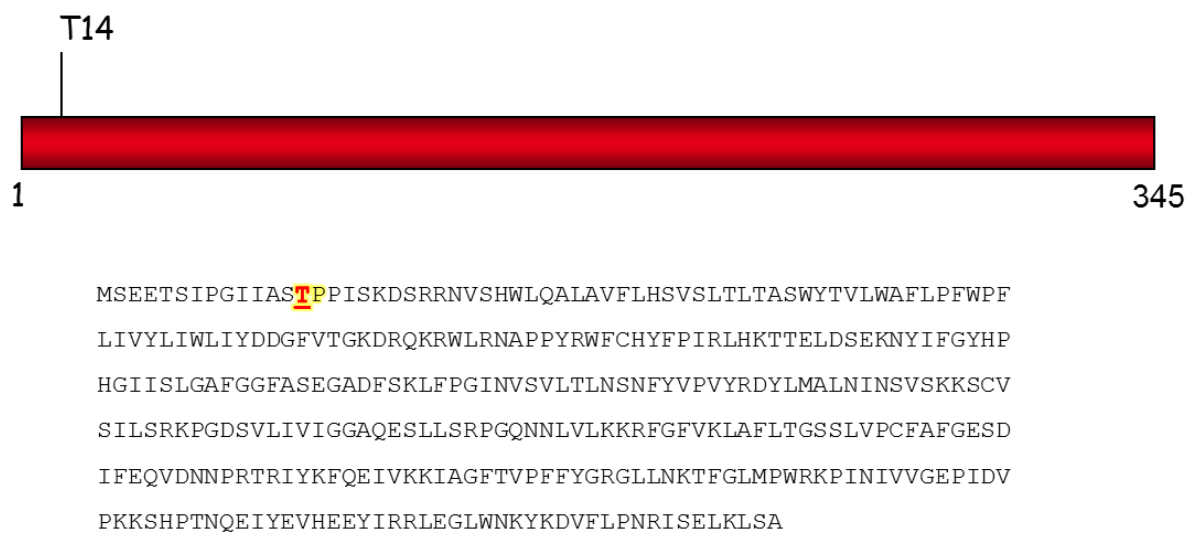 T14
1
345
MSEETSIPGIIASTPPISKDSRRNVSHWLQALAVFLHSVSLTLTASWYTVLWAFLPFWPF
LIVYLIWLIYDDGFVTGKDRQKRWLRNAPPYRWFCHYFPIRLHKTTELDSEKNYIFGYHP
HGIISLGAFGGFASEGADFSKLFPGINVSVLTLNSNFYVPVYRDYLMALNINSVSKKSCV
SILSRKPGDSVLIVIGGAQESLLSRPGQNNLVLKKRFGFVKLAFLTGSSLVPCFAFGESD
IFEQVDNNPRTRIYKFQEIVKKIAGFTVPFFYGRGLLNKTFGLMPWRKPINIVVGEPIDV
PKKSHPTNQEIYEVHEEYIRRLEGLWNKYKDVFLPNRISELKLSA